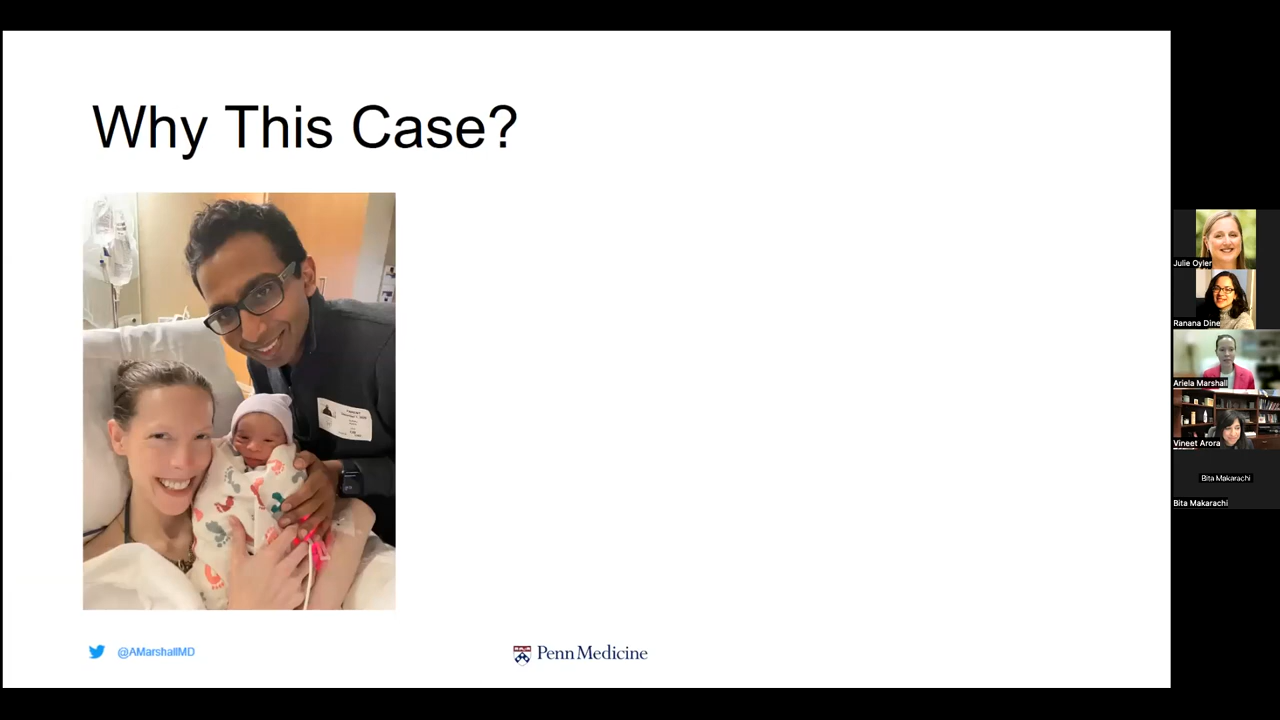 Why This Case?
@AMarshallMD
Penn Medicine
Julie Oyler
Ranana Dine
Ariela Marshall
Vineet Arora
Bita Makarachi
Bita Makarachi